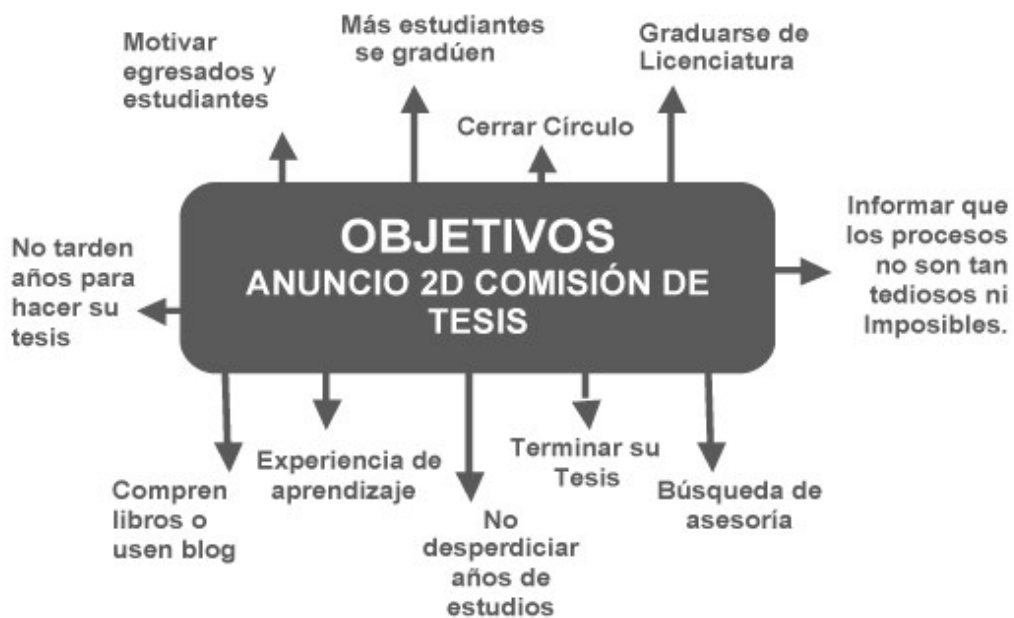 Motivar
egresados y
estudiantes
Más estudiantes
se gradúen
Cerrar Círculo
Graduarse de
Licenciatura
OBJETIVOS
ANUNCIO 2D COMISIÓN DE
TESIS
No tarden
años para
hacer su
tesis
Informar que
los procesos
no son tan
tediosos ni
Imposibles.
Compren
libros o
usen blog
Experiencia de
aprendizaje
No
desperdiciar
años de
estudios
Terminar su
Tesis
Búsqueda de
asesoría